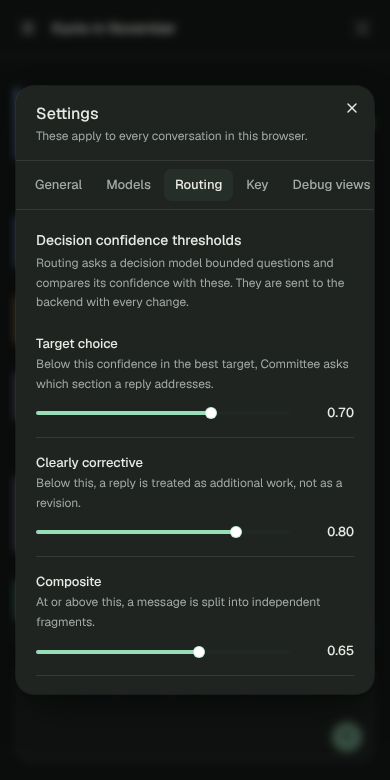 Settings
These apply to every conversation in this browser.
General Models Routing Key Debug views
Decision confidence thresholds
Routing asks a decision model bounded questions and
compares its confidence with these. They are sent to the
backend with every change.
Target choice
Below this confidence in the best target, Committee asks
which section a reply addresses.
0.70
Clearly corrective
Below this, a reply is treated as additional work, not as a
revision.
0.80
Composite
At or above this, a message is split into independent
fragments.
0.65